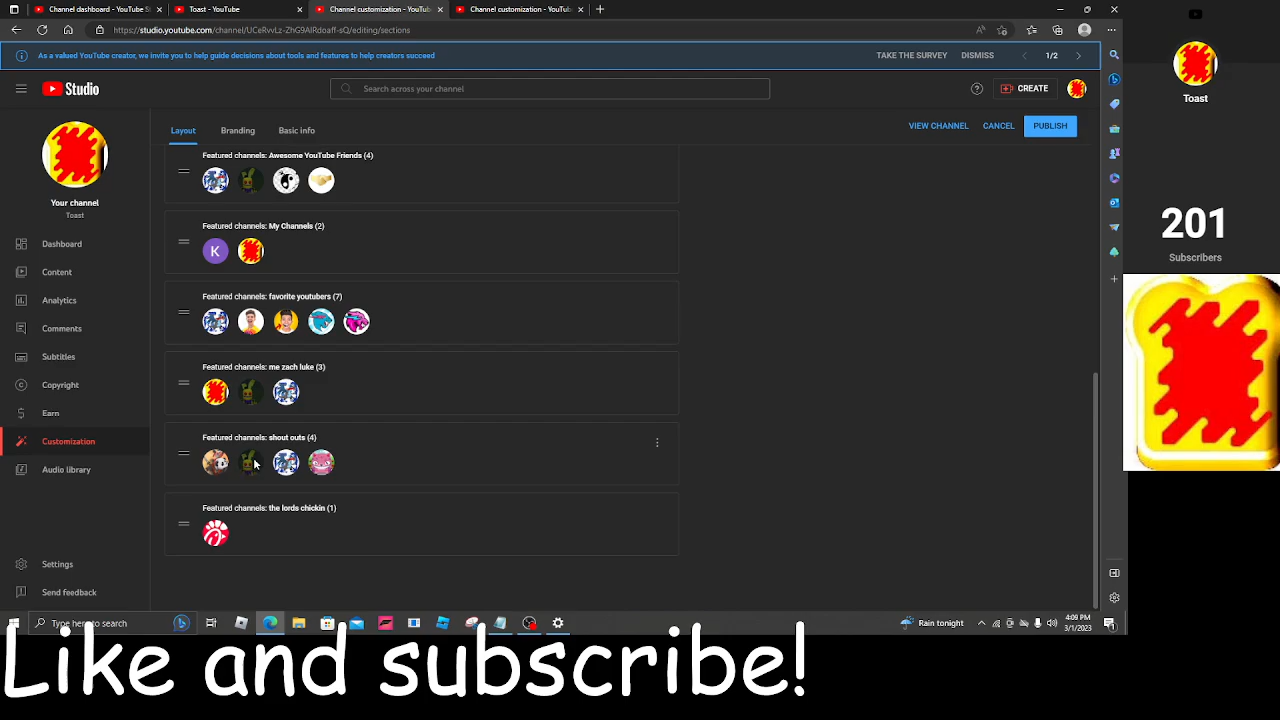 Channel dashboard - YouTube St
Toast - YouTube
Channel customization - YouTub
Channel customization - YouTub
https://studio.youtube.com/channel/UCeRvvLz-ZhG9AIRdoaff-sQ/editing/sections
As a valued YouTube creator, we invite you to help guide decisions about tools and features to help creators succeed
TAKE THE SURVEY
DISMISS
1/2
Studio
Search across your channel
CREATE
Toast
Layout
Branding
Basic info
VIEW CHANNEL
CANCEL
PUBLISH
Your channel
Toast
Dashboard
Content
Analytics
Comments
Subtitles
Copyright
Earn
Customization
Audio library
Settings
Send feedback
Featured channels: Awesome YouTube Friends (4)
Featured channels: My Channels (2)
K
Featured channels: favorite youtubers (7)
Featured channels: me zach luke (3)
Featured channels: shout outs (4)
Featured channels: the lords chickin (1)
201
Subscribers
Type here to search
Rain tonight
4:09 PM
3/1/2023
Like and subscribe!